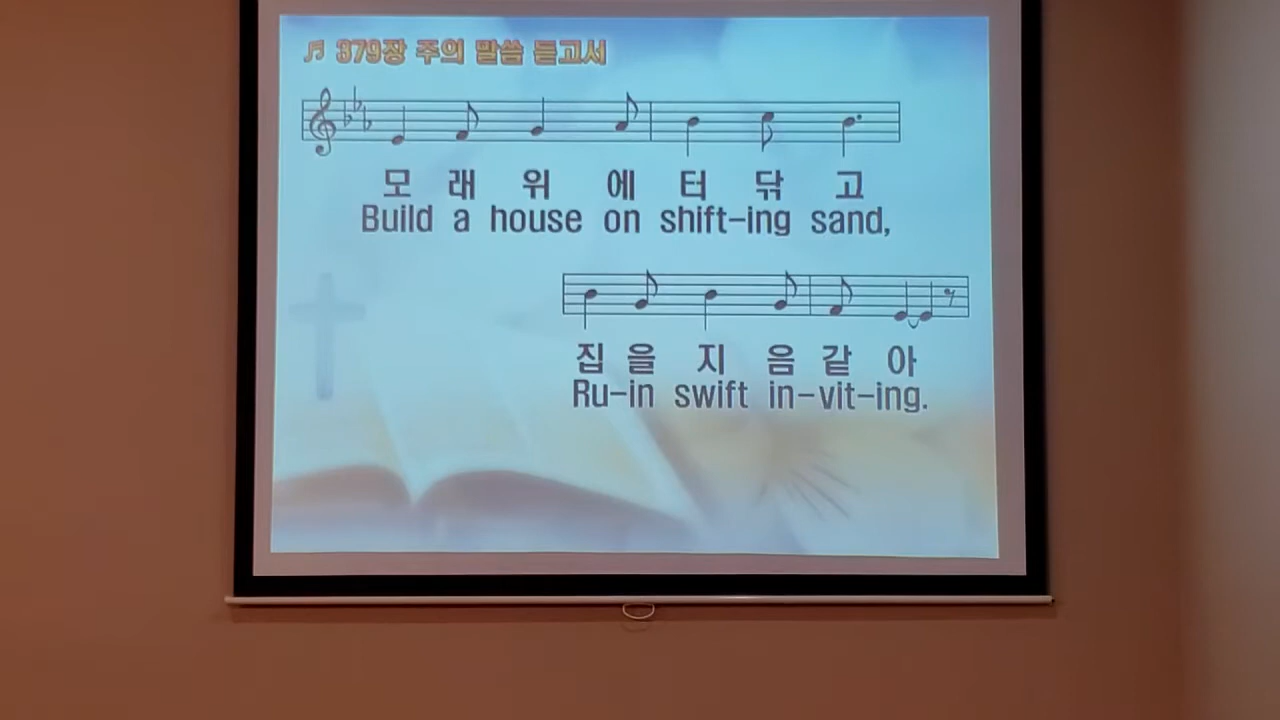 ♬ 379장 주의 말씀 듣고서
모 래 위 에 터 닦 고
Build a house on shift-ing sand,
집 을 지 음 같 아
Ru-in swift in-vit-ing.